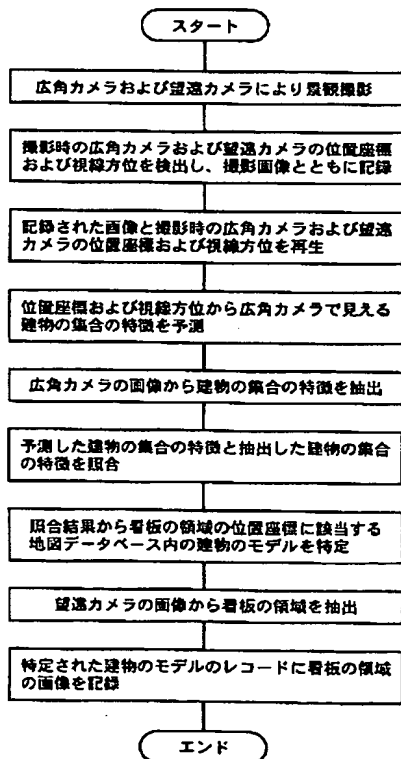 スタート
広角カメラおよび望遠カメラにより景観撮影
撮影時の広角カメラおよび望遠カメラの位置座標
および視線方位を検出し、撮影画像とともに記録
記録された画像と撮影時の広角カメラおよび望遠
カメラの位置座標および視線方位を再生
位置座標および視線方位から広角カメラで見える
建物の集合の特徴を予測
広角カメラの画像から建物の集合の特徴を抽出
予測した建物の集合の特徴と抽出した建物の集合
の特徴を照合
照合結果から看板の領域の位置座標に該当する
地図データベース内の建物のモデルを特定
望遠カメラの画像から看板の領域を抽出
特定された建物のモデルのレコードに看板の領域
の画像を記録
エンド